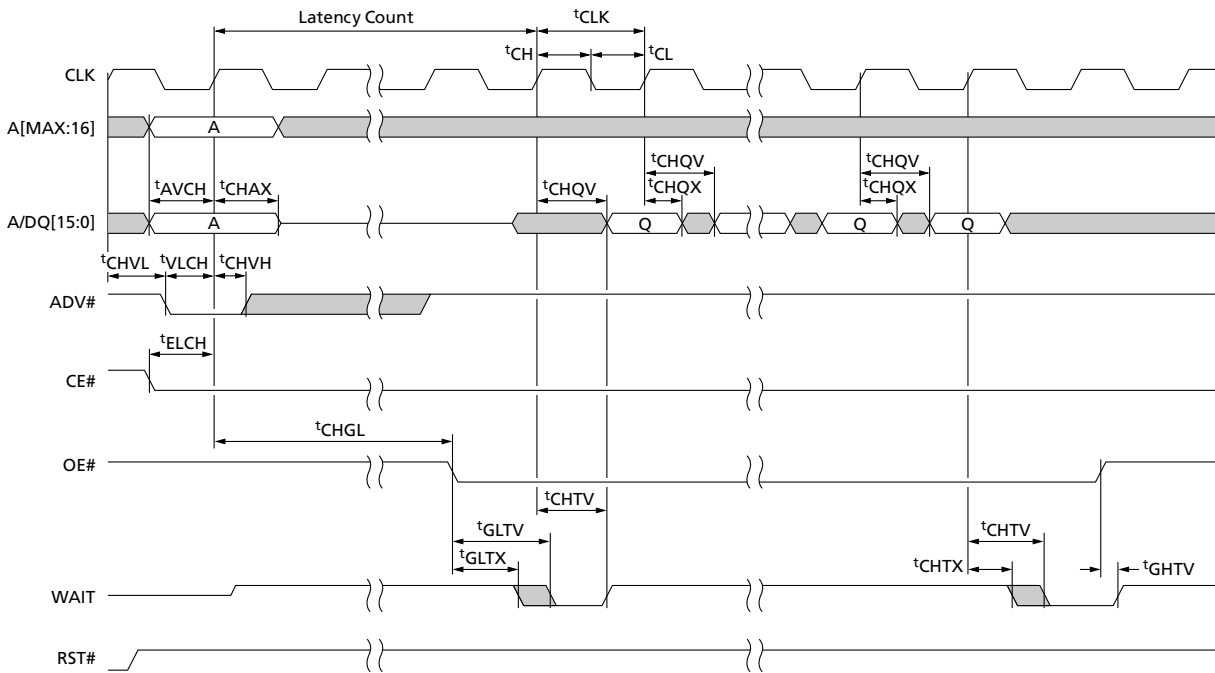 Latency Count
tCLK
tCH
tCL
CLK
A[MAX:16]
A
tCHQV
tCHQV
tAVCH
tCHAX
tCHQV
tCHQX
tCHQX
A/DQ[15:0]
A
Q
Q
Q
tCHVL
tVLCH
tCHVH
ADV#
tELCH
CE#
tCHGL
OE#
tCHTV
tGLTV
tCHTV
tGLTX
tCHTX
tGHTV
WAIT
RST#